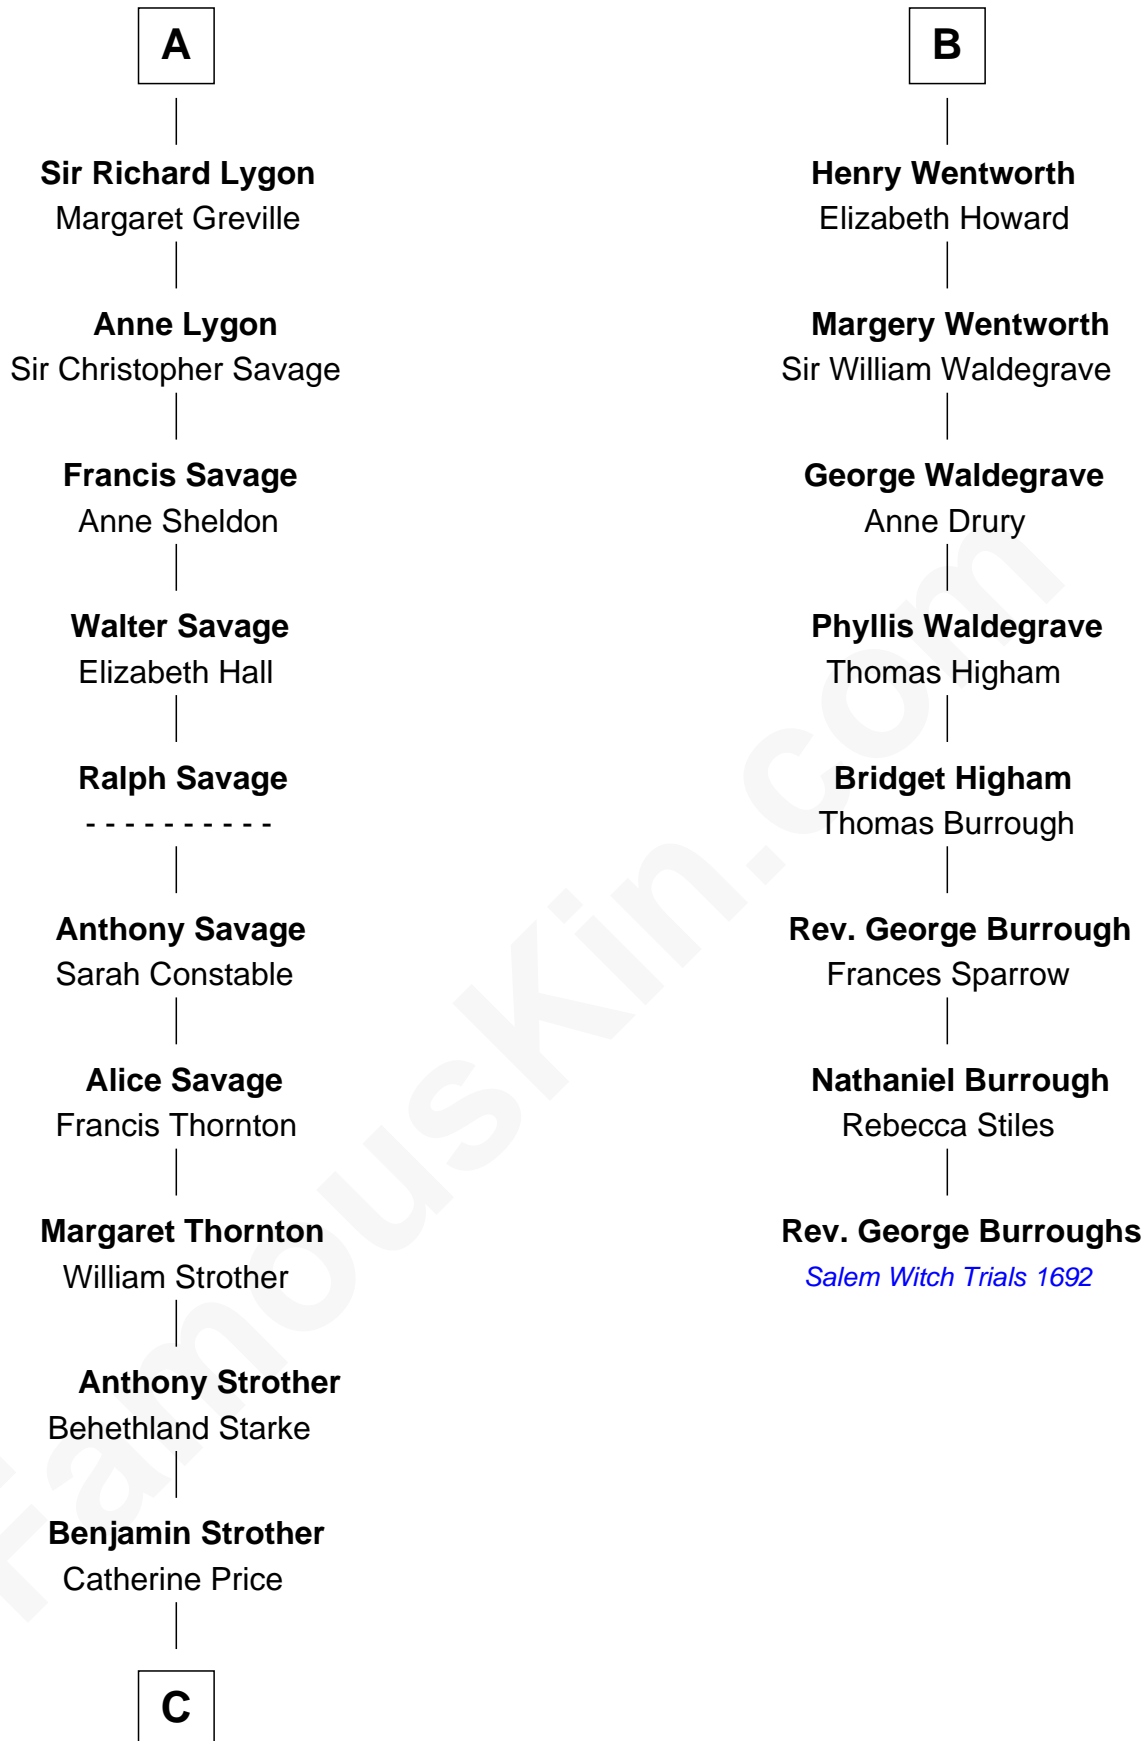 A
Sir Richard Lygon
Margaret Greville
Anne Lygon
Sir Christopher Savage
Francis Savage
Anne Sheldon
Walter Savage
Elizabeth Hall
Ralph Savage
- - - - - - - - - -
Anthony Savage
Sarah Constable
Alice Savage
Francis Thornton
Margaret Thornton
William Strother
Anthony Strother
Behethland Starke
Benjamin Strother
Catherine Price
C
B
Henry Wentworth
Elizabeth Howard
Margery Wentworth
Sir William Waldegrave
George Waldegrave
Anne Drury
Phyllis Waldegrave
Thomas Higham
Bridget Higham
Thomas Burrough
Rev. George Burrough
Frances Sparrow
Nathaniel Burrough
Rebecca Stiles
Rev. George Burroughs
Salem Witch Trials 1692
FamousKin.com